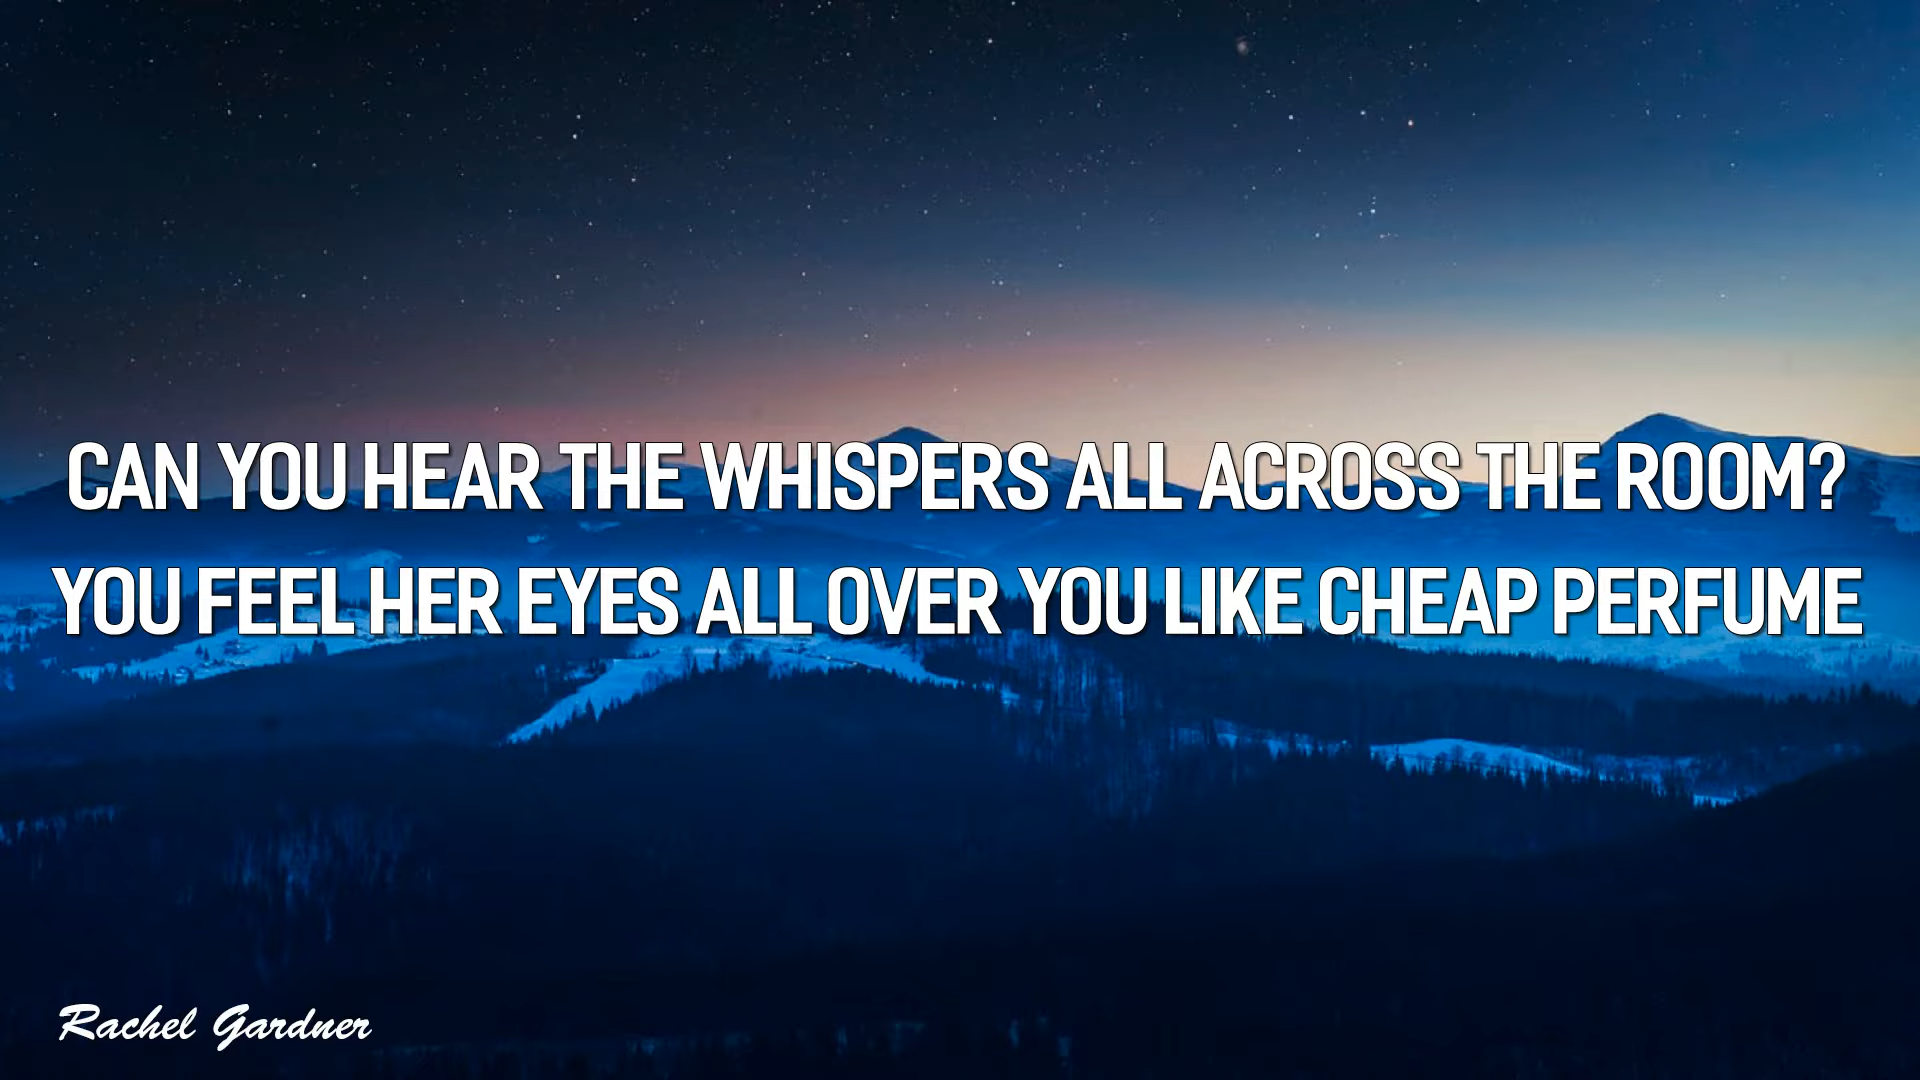 CAN YOU HEAR THE WHISPERS ALL ACROSS THE ROOM?
YOU FEEL HER EYES ALL OVER YOU LIKE CHEAP PERFUME
Rachel Gardner